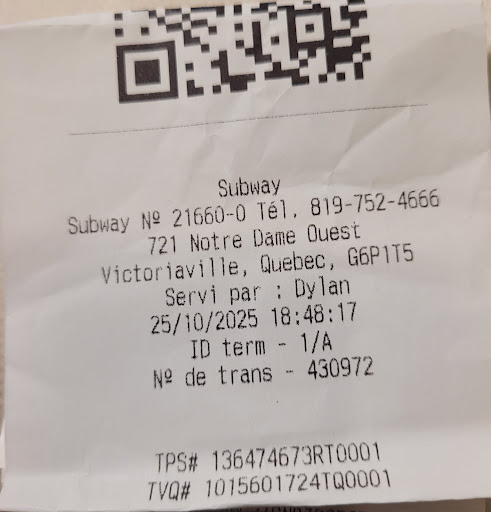 Subway
Subway Nº 21660-0 Tél. 819-752-4666
721 Notre Dame Ouest
Victoriaville, Quebec, G6P1T5
Servi par : Dylan
25/10/2025 18:48:17
ID term - 1/A
Nº de trans - 430972
TPS# 136474673RT0001
TVQ# 1015601724TQ0001